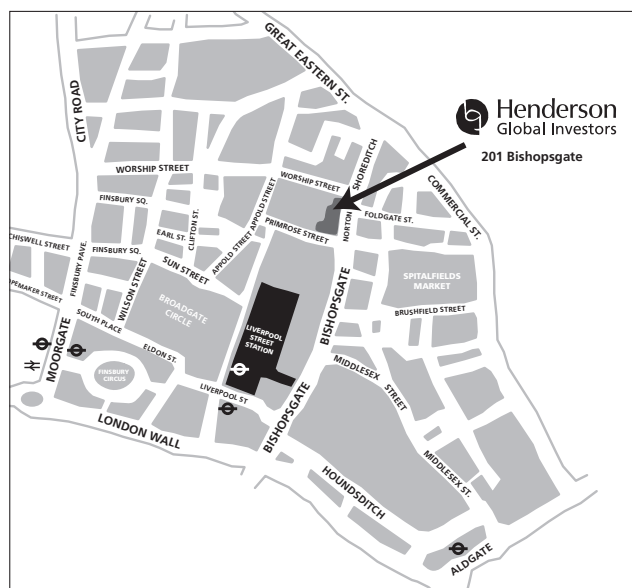 GREAT EASTERN ST.
CITY ROAD
Henderson
Global Investors
201 Bishopsgate
SHOREDITCH
NORTON
COMMERCIAL ST.
WORSHIP STREET
WORSHIP STREET
FINSBURY SQ.
CLIFTON ST.
APPOLD STREET
FOLDGATE ST.
PRIMROSE STREET
EARL ST.
CHISWELL STREET
FINSBURY PAVE.
FINSBURY SQ.
WILSON STREET
SUN STREET
APPOLD STREET
BISHOPSGATE
SPITALFIELDS
MARKET
OPEMAKER STREET
BROADGATE
CIRCLE
BRUSHFIELD STREET
SOUTH PLACE
LIVERPOOL
STREET
STATION
MOORGATE
ELDON ST.
MIDDLESEX
STREET
FINSBURY
CIRCUS
LIVERPOOL ST
LONDON WALL
BISHOPSGATE
MIDDLESEX ST.
HOUNSDITCH
ALDGATE